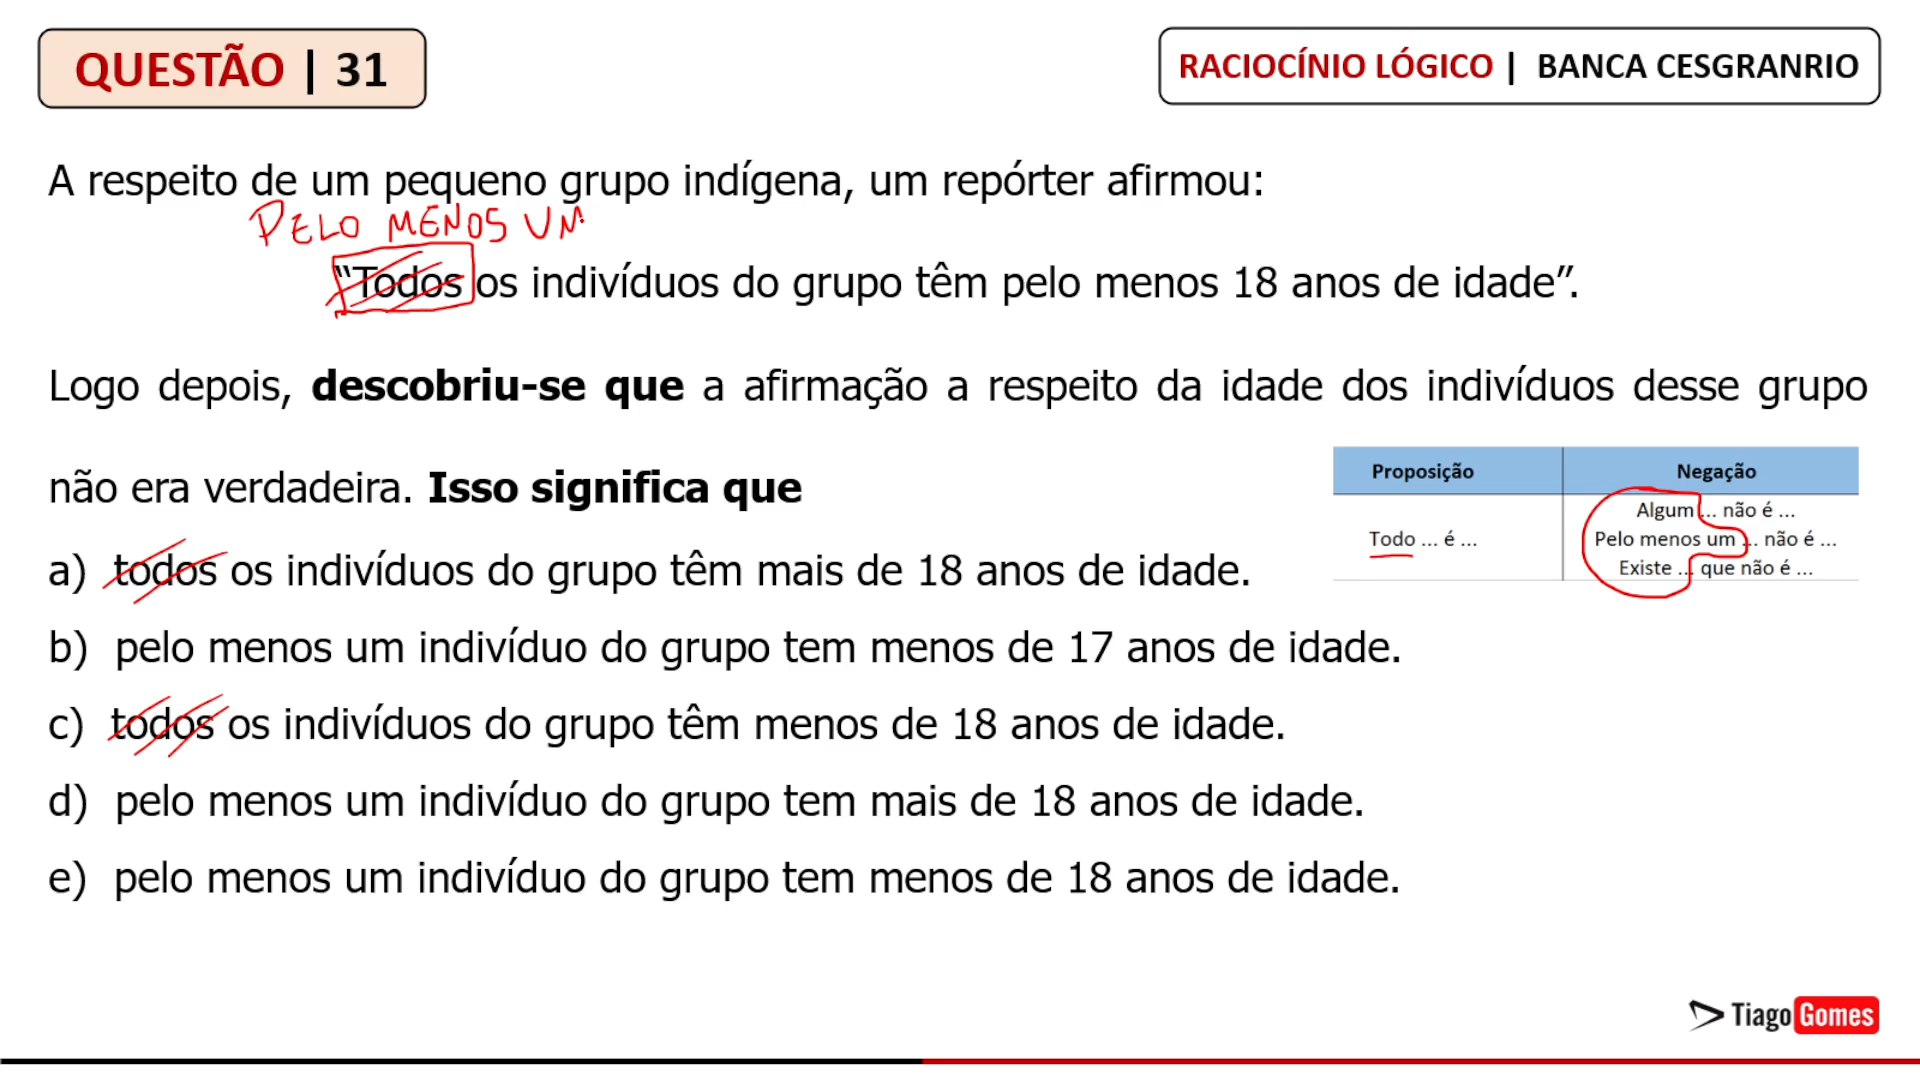 QUESTÃO | 31
RACIOCÍNIO LÓGICO | BANCA CESGRANRIO
A respeito de um pequeno grupo indígena, um repórter afirmou:
PELO MENOS UM
“Todos os indivíduos do grupo têm pelo menos 18 anos de idade”.
Logo depois, descobriu-se que a afirmação a respeito da idade dos indivíduos desse grupo
não era verdadeira. Isso significa que
Proposição Negação
Todo ... é ...
Algum ... não é ...
Pelo menos um ... não é ...
Existe ... que não é ...
a) todos os indivíduos do grupo têm mais de 18 anos de idade.
b) pelo menos um indivíduo do grupo tem menos de 17 anos de idade.
c) todos os indivíduos do grupo têm menos de 18 anos de idade.
d) pelo menos um indivíduo do grupo tem mais de 18 anos de idade.
e) pelo menos um indivíduo do grupo tem menos de 18 anos de idade.
Tiago Gomes